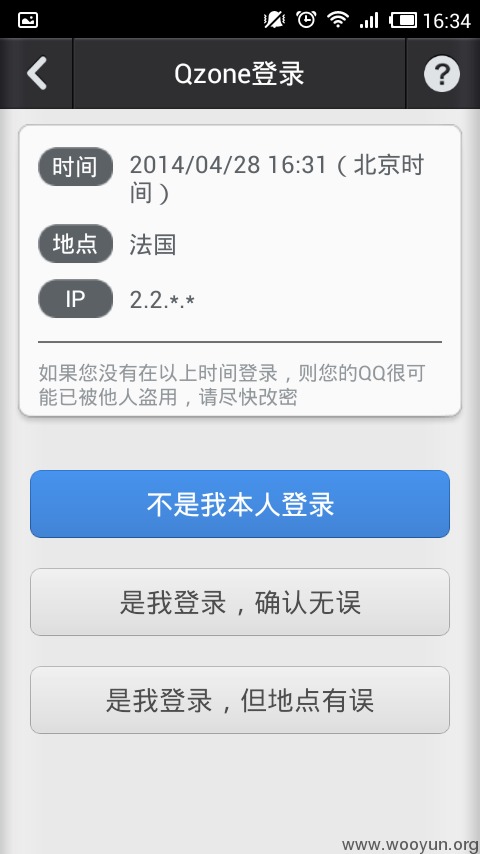 16:34
Qzone登录
?
时间
2014/04/28 16:31（北京时
间）
地点
法国
IP
2.2.*.*
如果您没有在以上时间登录，则您的QQ很可
能已被他人盗用，请尽快改密
不是我本人登录
是我登录，确认无误
是我登录，但地点有误
www.wooyun.org